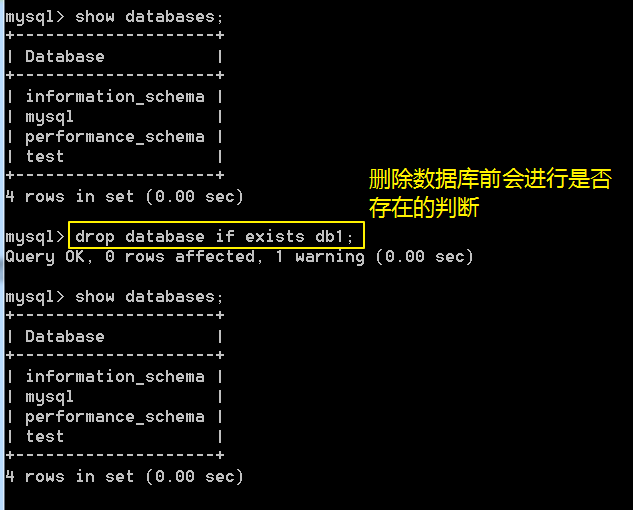 mysql> show databases;
+--------------------+
| Database           |
+--------------------+
| information_schema |
| mysql              |
| performance_schema |
| test               |
+--------------------+
4 rows in set (0.00 sec)
删除数据库前会进行是否
存在的判断
mysql> drop database if exists db1;
Query OK, 0 rows affected, 1 warning (0.00 sec)
mysql> show databases;
+--------------------+
| Database           |
+--------------------+
| information_schema |
| mysql              |
| performance_schema |
| test               |
+--------------------+
4 rows in set (0.00 sec)